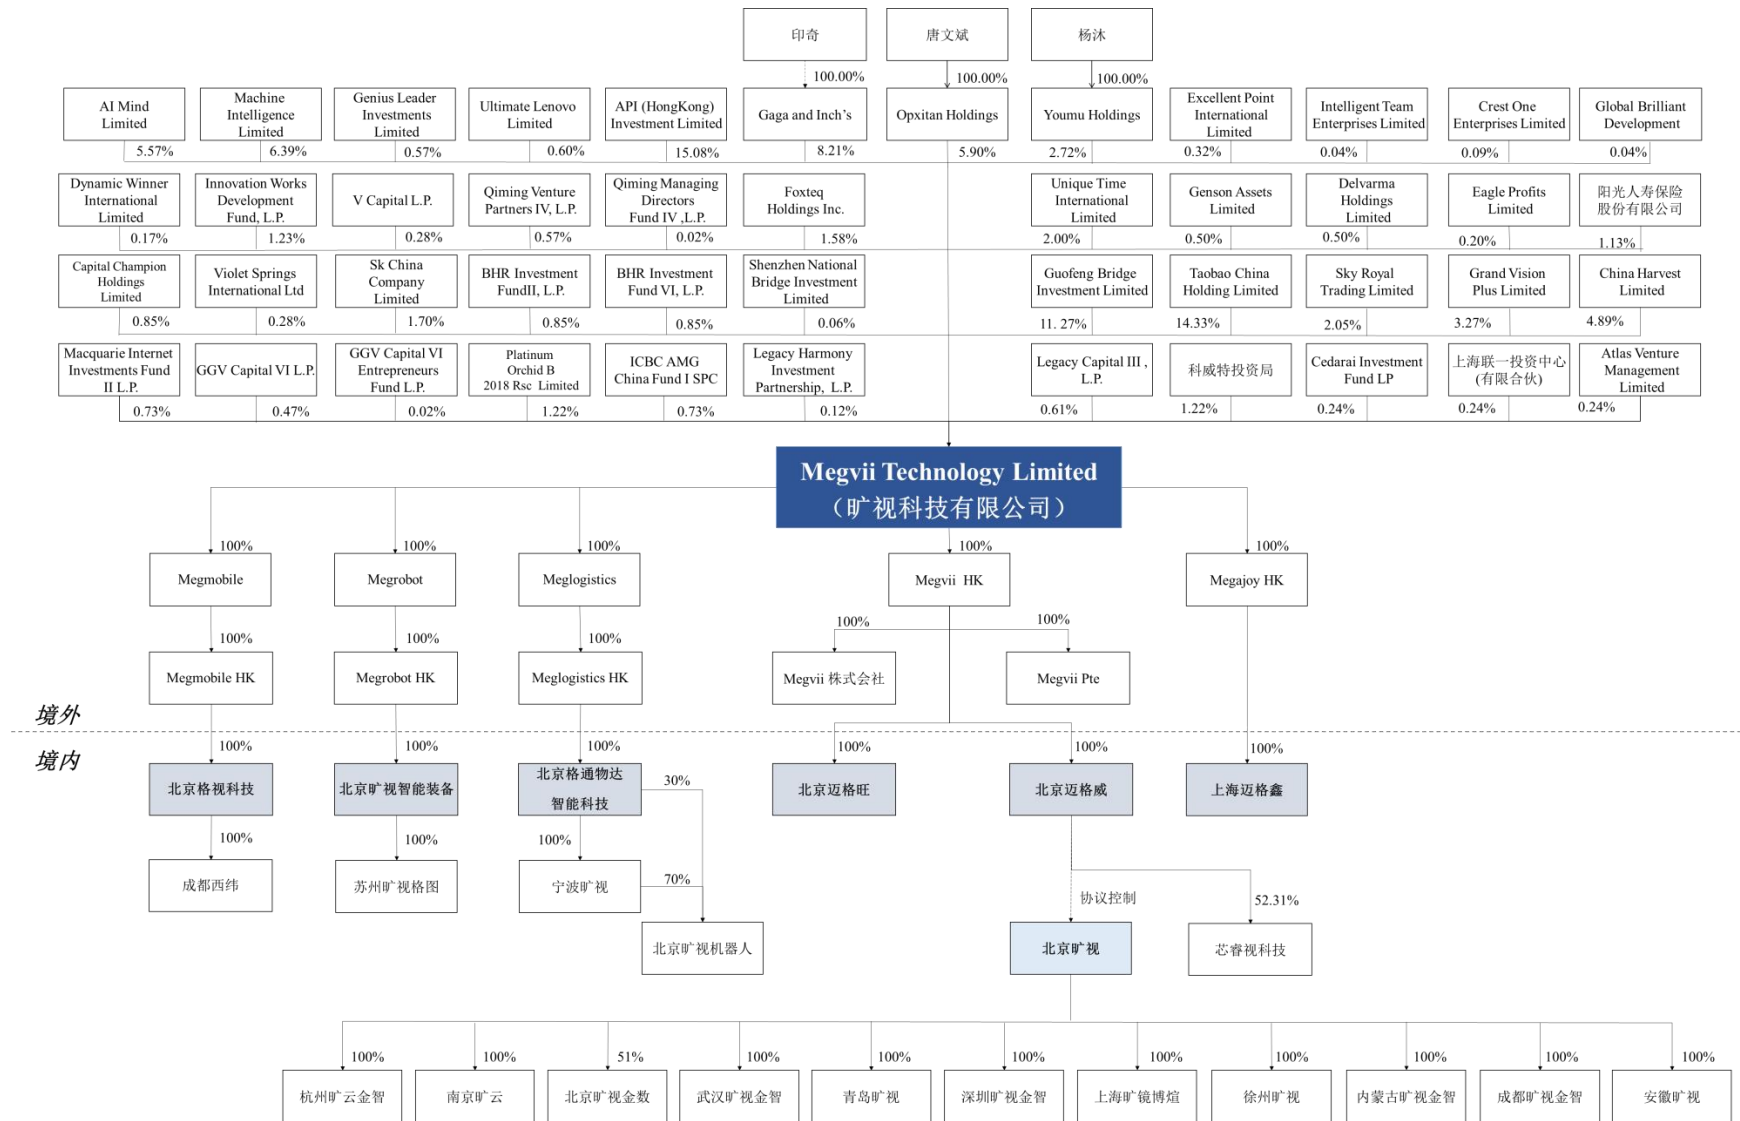 印奇
唐文斌
杨沐
100.00%
100.00%
100.00%
AI Mind
Limited
Machine
Intelligence
Limited
Genius Leader
Investments
Limited
Ultimate Lenovo
Limited
API (HongKong)
Investment Limited
Gaga and Inch’s
Opxitan Holdings
Youmu Holdings
Excellent Point
International
Limited
Intelligent Team
Enterprises Limited
Crest One
Enterprises Limited
Global Brilliant
Development
5.57%
6.39%
0.57%
0.60%
15.08%
8.21%
5.90%
2.72%
0.32%
0.04%
0.09%
0.04%
Dynamic Winner
International
Limited
Innovation Works
Development
Fund, L.P.
V Capital L.P.
Qiming Venture
Partners IV, L.P.
Qiming Managing
Directors
Fund IV ,L.P.
Foxteq
Holdings Inc.
Unique Time
International
Limited
Genson Assets
Limited
Delvarma
Holdings
Limited
Eagle Profits
Limited
阳光人寿保险
股份有限公司
0.17%
1.23%
0.28%
0.57%
0.02%
1.58%
2.00%
0.50%
0.50%
0.20%
1.13%
Capital Champion
Holdings
Limited
Violet Springs
International Ltd
Sk China
Company
Limited
BHR Investment
FundII, L.P.
BHR Investment
Fund VI, L.P.
Shenzhen National
Bridge Investment
Limited
Guofeng Bridge
Investment Limited
Taobao China
Holding Limited
Sky Royal
Trading Limited
Grand Vision
Plus Limited
China Harvest
Limited
0.85%
0.28%
1.70%
0.85%
0.85%
0.06%
11. 27%
14.33%
2.05%
3.27%
4.89%
Macquarie Internet
Investments Fund
II L.P.
GGV Capital VI L.P.
GGV Capital VI
Entrepreneurs
Fund L.P.
Platinum
Orchid B
2018 Rsc Limited
ICBC AMG
China Fund I SPC
Legacy Harmony
Investment
Partnership, L.P.
Legacy Capital III ,
L.P.
科威特投资局
Cedarai Investment
Fund LP
上海联一投资中心
(有限合伙)
Atlas Venture
Management
Limited
0.73%
0.47%
0.02%
1.22%
0.73%
0.12%
0.61%
1.22%
0.24%
0.24%
0.24%
Megvii Technology Limited
（旷视科技有限公司）
100%
100%
100%
100%
100%
Megmobile
Megrobot
Meglogistics
Megvii HK
Megajoy HK
100%
100%
100%
100%
100%
Megmobile HK
Megrobot HK
Meglogistics HK
Megvii 株式会社
Megvii Pte
境外
境内
100%
100%
100%
100%
100%
100%
北京格视科技
北京旷视智能装备
北京格通物达
智能科技
北京迈格旺
北京迈格威
上海迈格鑫
30%
100%
100%
100%
70%
成都西纬
苏州旷视格图
宁波旷视
协议控制
52.31%
北京旷视机器人
北京旷视
芯睿视科技
100%
100%
51%
100%
100%
100%
100%
100%
100%
100%
100%
杭州旷云金智
南京旷云
北京旷视金数
武汉旷视金智
青岛旷视
深圳旷视金智
上海旷镜博煊
徐州旷视
内蒙古旷视金智
成都旷视金智
安徽旷视